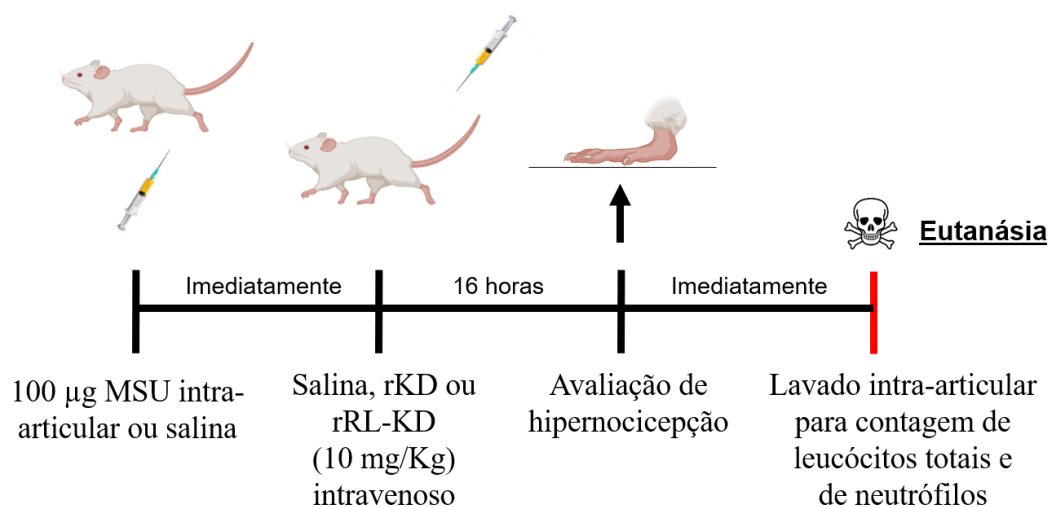 Eutanásia
Imediatamente
16 horas
Imediatamente
100 µg MSU intra-
articular ou salina
Salina, rKD ou
rRL-KD
(10 mg/Kg)
intravenoso
Avaliação de
hipernocicepção
Lavado intra-articular
para contagem de
leucócitos totais e
de neutrófilos